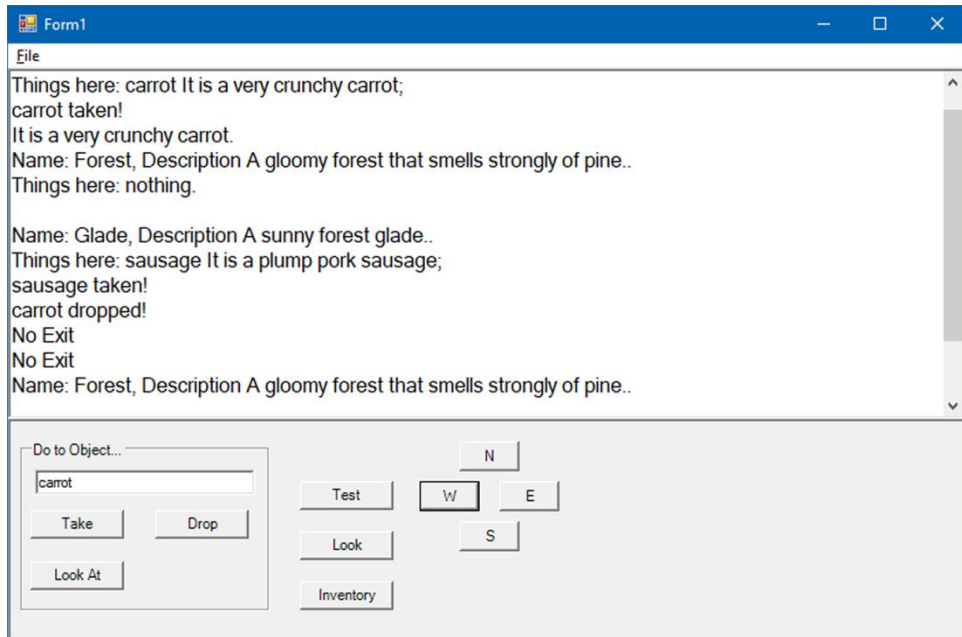 Form1
File
Things here: carrot It is a very crunchy carrot;
carrot taken!
It is a very crunchy carrot.
Name: Forest, Description A gloomy forest that smells strongly of pine..
Things here: nothing.
Name: Glade, Description A sunny forest glade..
Things here: sausage It is a plump pork sausage;
sausage taken!
carrot dropped!
No Exit
No Exit
Name: Forest, Description A gloomy forest that smells strongly of pine..
Do to Object...
carrot
Take Drop
Look At
Test
Look
Inventory
N
W E
S